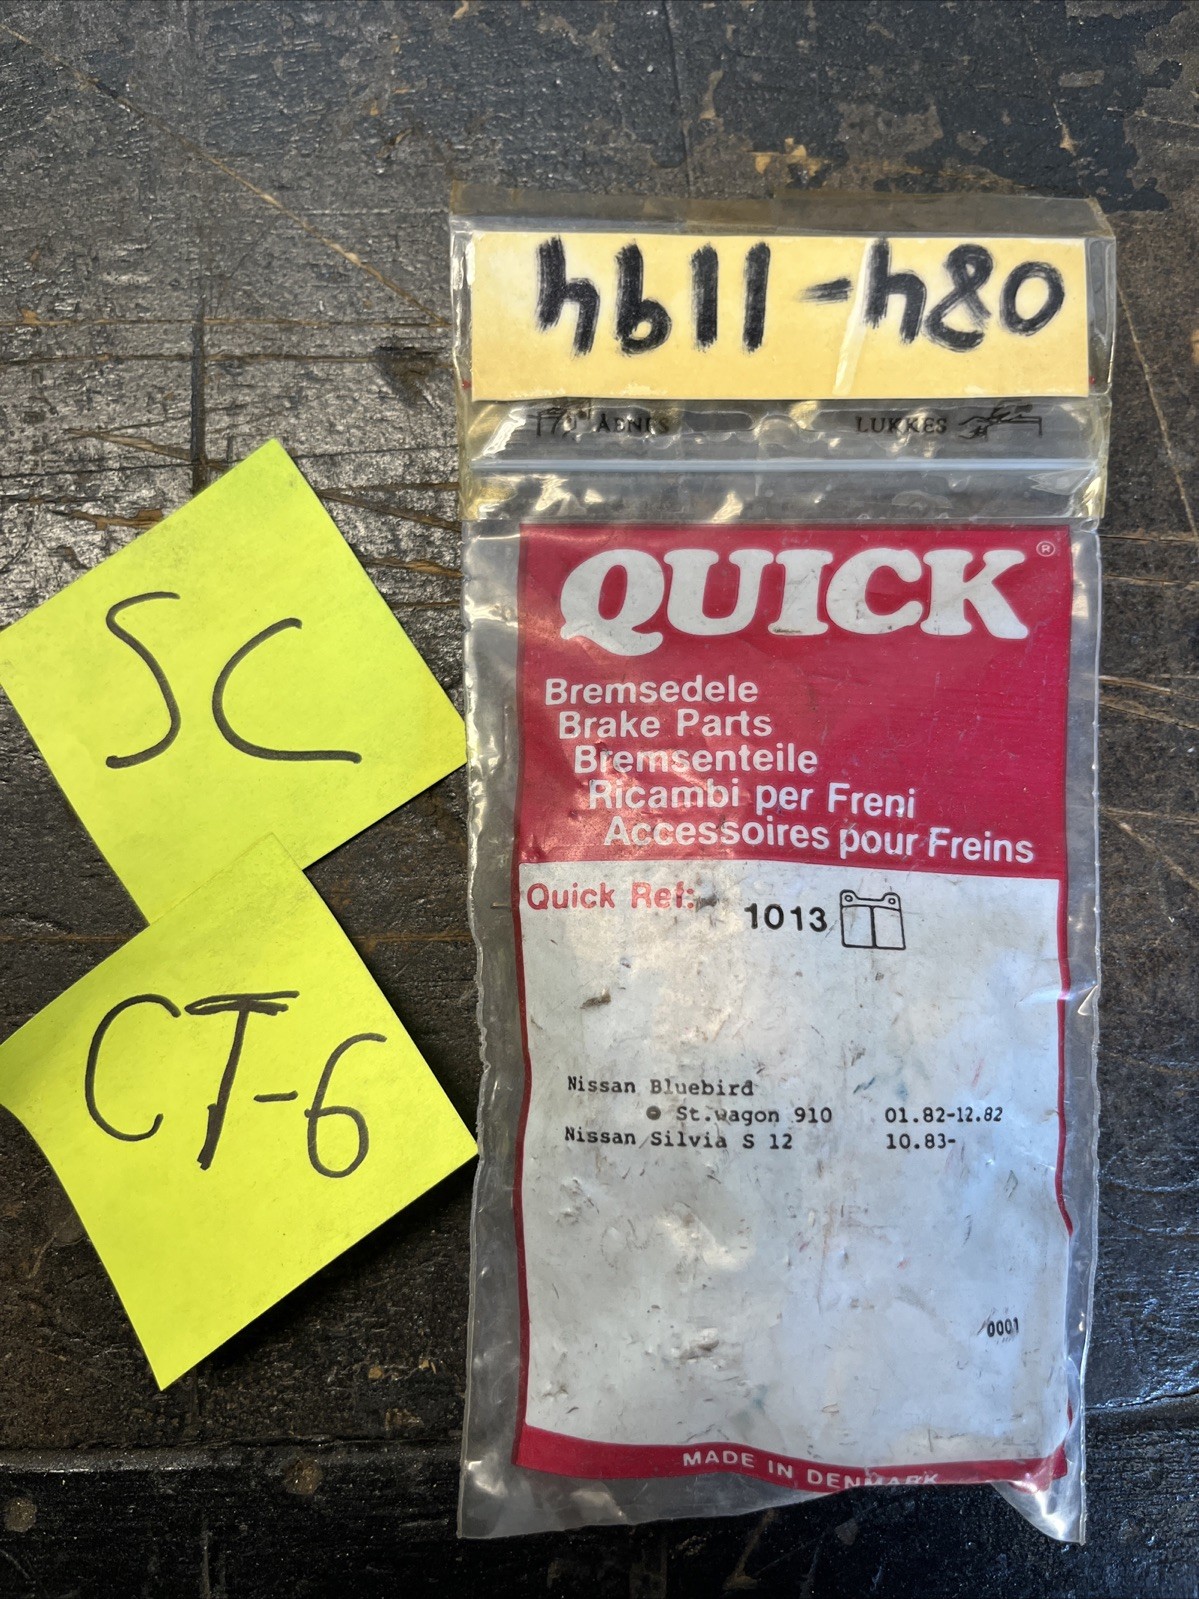 084-1194
ÅBNES LUKKES
QUICK®
Bremsedele
Brake Parts
Bremsenteile
Ricambi per Freni
Accessoires pour Freins
Quick Ref: 1013
Nissan Bluebird
St.wagon 910 01.82-12.82
Nissan Silvia S 12 10.83-
0001
MADE IN DENMARK
SC
CT-6